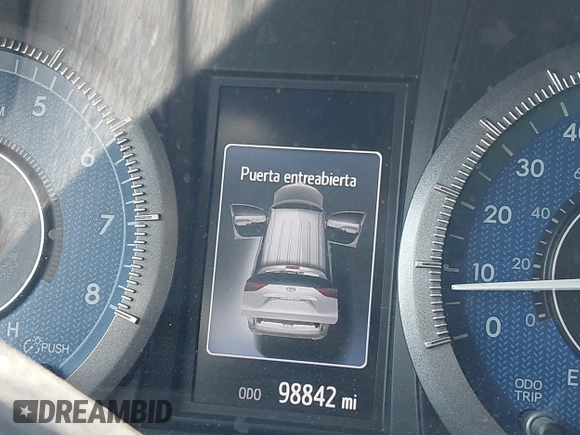 Puerta entreabierta
ODO 98842 mi
5
6
7
8
H
PUSH
40
30
20
10
0
40
20
0
E
ODO
TRIP
DREAMBID